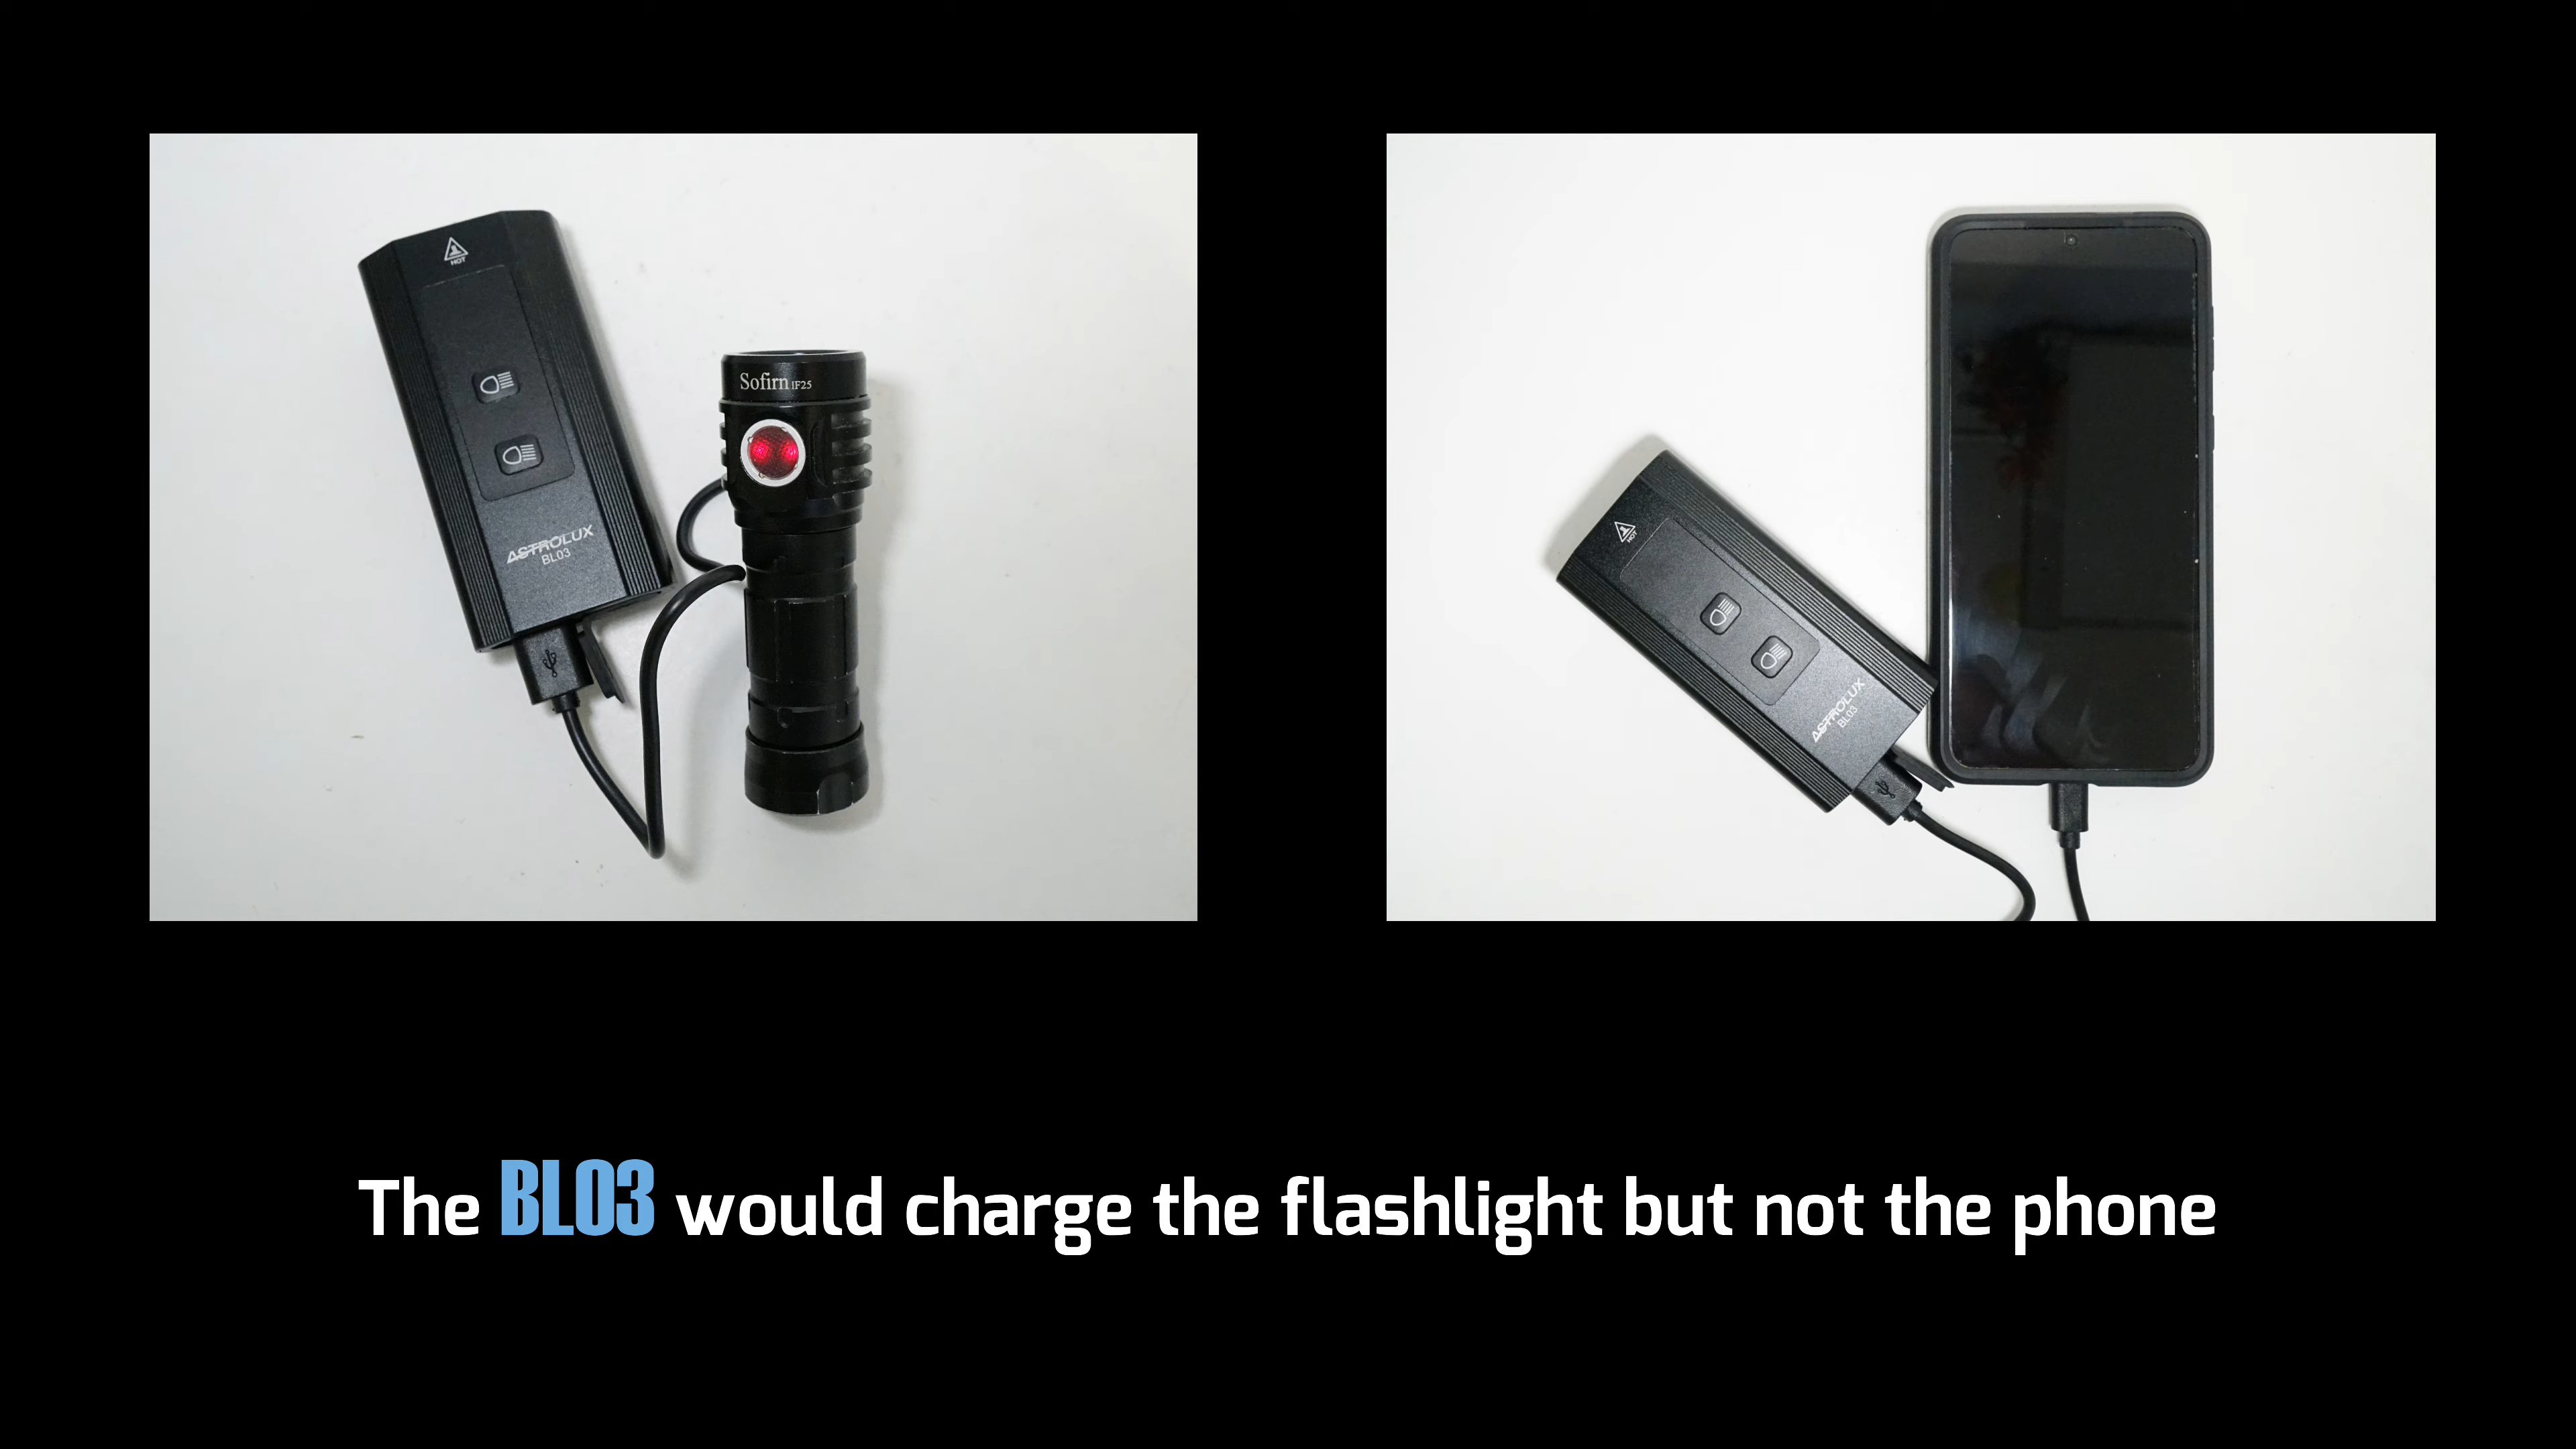 HOT
Sofirn IF25
ASTROLUX
BL03
HOT
ASTROLUX
BL03
The BL03 would charge the flashlight but not the phone